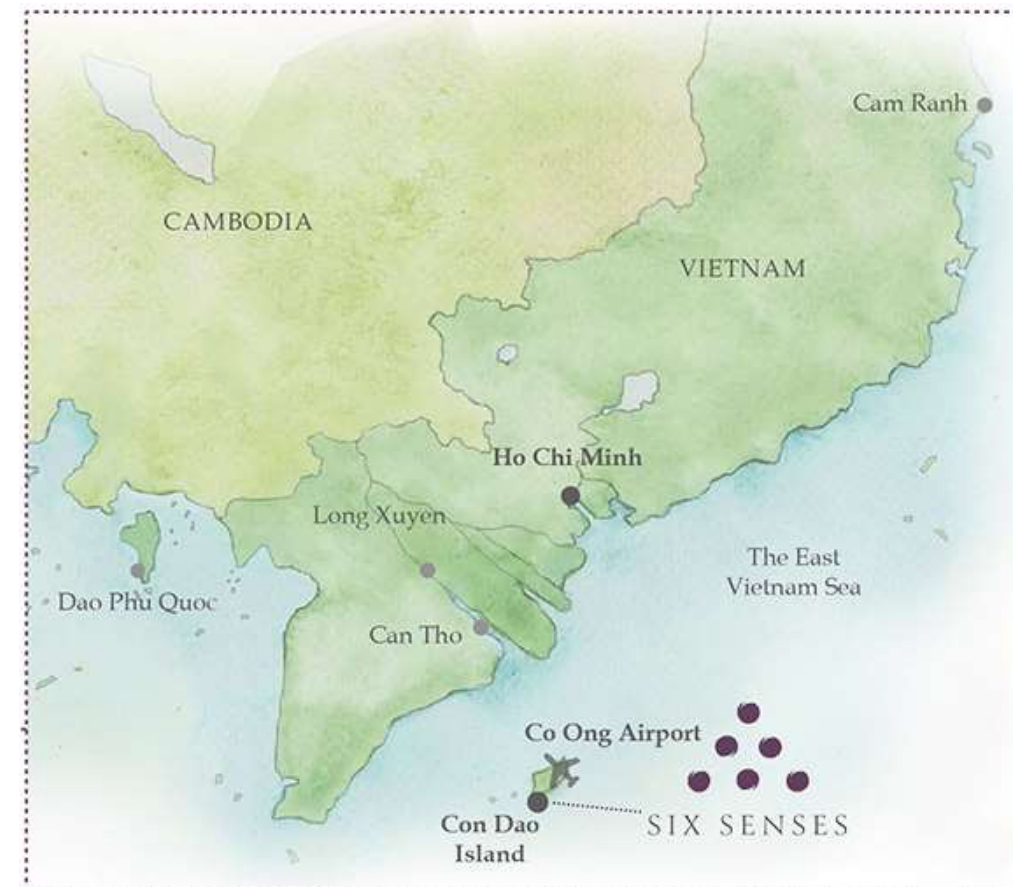 Cam Ranh
CAMBODIA
VIETNAM
Ho Chi Minh
Long Xuyen
The East
Vietnam Sea
Dao Phu Quoc
Can Tho
Co Ong Airport
SIX SENSES
Con Dao
Island